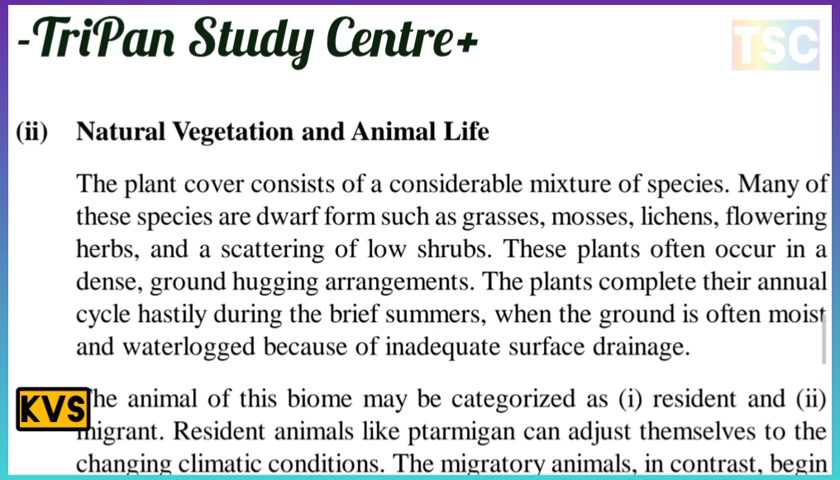 -TriPan Study Centre+
TSC
(ii) Natural Vegetation and Animal Life
The plant cover consists of a considerable mixture of species. Many of
these species are dwarf form such as grasses, mosses, lichens, flowering
herbs, and a scattering of low shrubs. These plants often occur in a
dense, ground hugging arrangements. The plants complete their annual
cycle hastily during the brief summers, when the ground is often moist
and waterlogged because of inadequate surface drainage.
KVS he animal of this biome may be categorized as (i) resident and (ii)
migrant. Resident animals like ptarmigan can adjust themselves to the
changing climatic conditions. The migratory animals, in contrast, begin